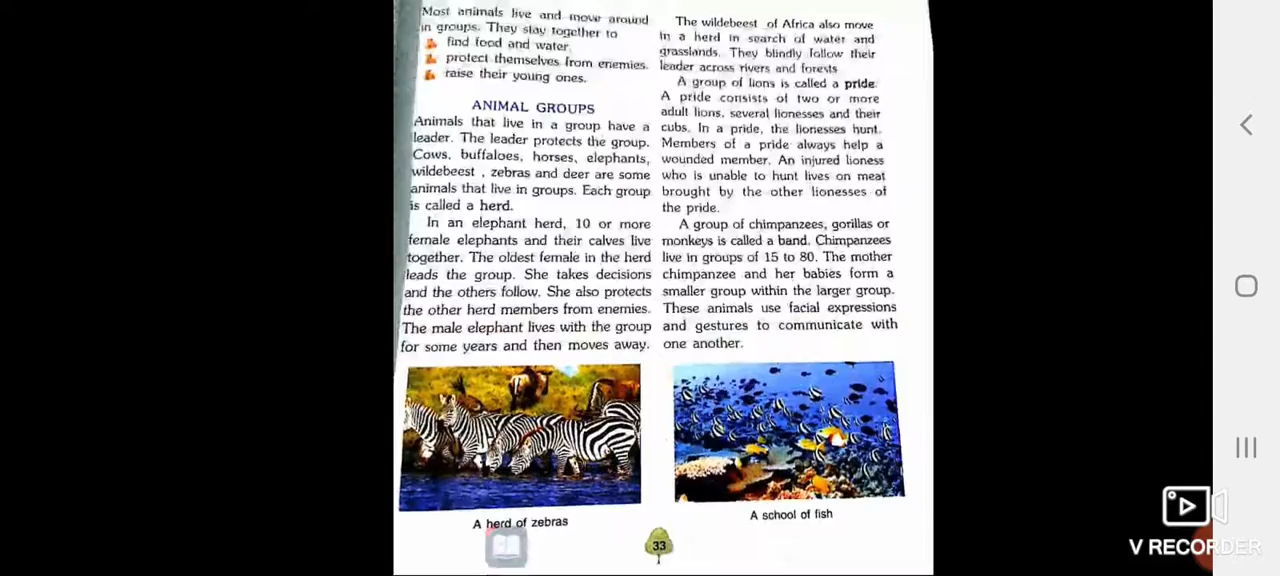 Most animals live and move around
in groups. They stay together to
find food and water.
protect themselves from enemies.
raise their young ones.
ANIMAL GROUPS
Animals that live in a group have a
leader. The leader protects the group.
Cows, buffaloes, horses, elephants,
wildebeest , zebras and deer are some
animals that live in groups. Each group
is called a herd.
In an elephant herd, 10 or more
female elephants and their calves live
together. The oldest female in the herd
leads the group. She takes decisions
and the others follow. She also protects
the other herd members from enemies.
The male elephant lives with the group
for some years and then moves away.
The wildebeest of Africa also move
in a herd in search of water and
grasslands. They blindly follow their
leader across rivers and forests
A group of lions is called a pride.
A pride consists of two or more
adult lions, several lionesses and their
cubs. In a pride, the lionesses hunt.
Members of a pride always help a
wounded member. An injured lioness
who is unable to hunt lives on meat
brought by the other lionesses of
the pride.
A group of chimpanzees, gorillas or
monkeys is called a band. Chimpanzees
live in groups of 15 to 80. The mother
chimpanzee and her babies form a
smaller group within the larger group.
These animals use facial expressions
and gestures to communicate with
one another.
A herd of zebras
A school of fish
33
V RECORDER